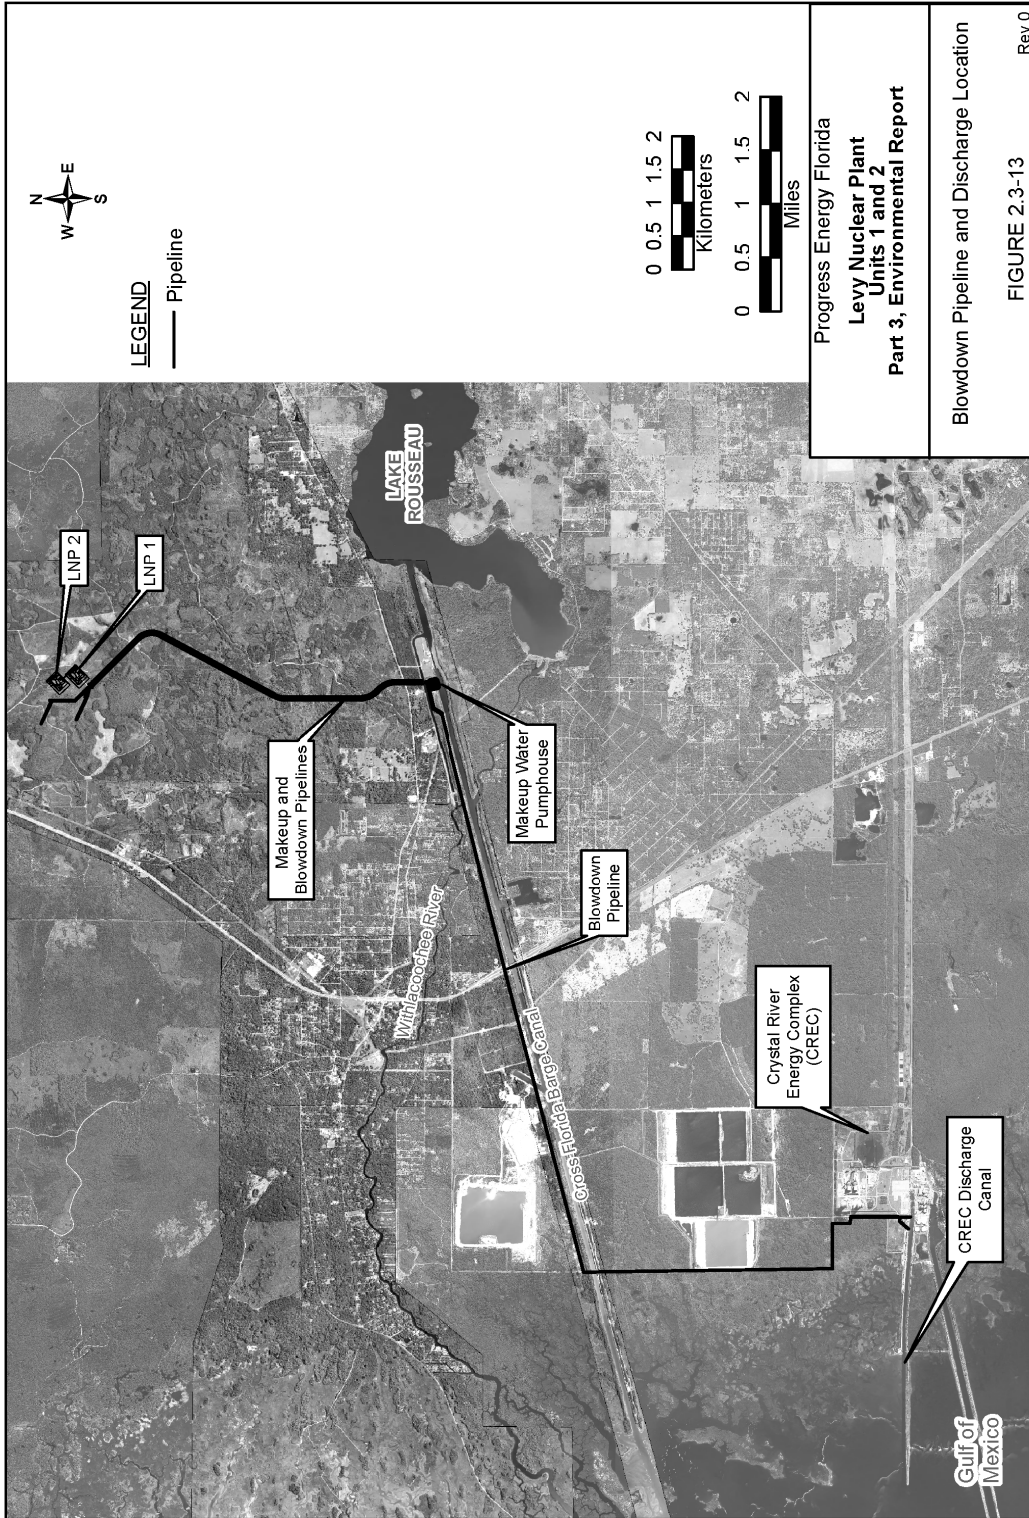 N
W E
S
LEGEND
Pipeline
LNP 2
LNP 1
LAKE
ROUSSEAU
Makeup and
Blowdown Pipelines
Makeup Water
Pumphouse
Withlacoochee River
Blowdown
Pipeline
Cross Florida Barge Canal
Crystal River
Energy Complex
(CREC)
CREC Discharge
Canal
Gulf of
Mexico
0 0.5 1 1.5 2
Kilometers
0 0.5 1 1.5 2
Miles
Progress Energy Florida
Levy Nuclear Plant
Units 1 and 2
Part 3, Environmental Report
Blowdown Pipeline and Discharge Location
FIGURE 2.3-13
Rev 0